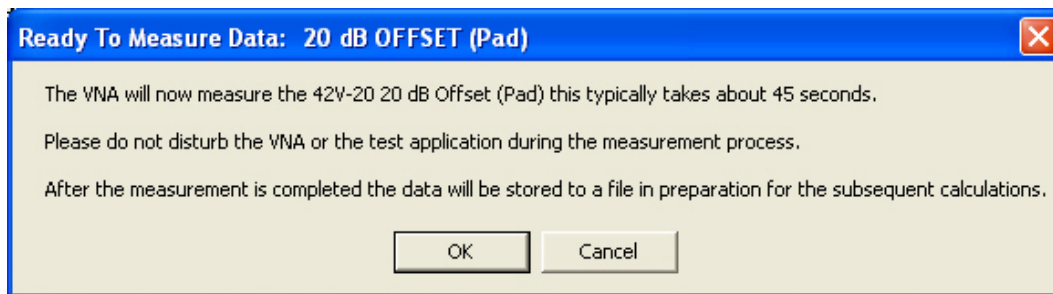 Ready To Measure Data: 20 dB OFFSET (Pad)
The VNA will now measure the 42V-20 20 dB Offset (Pad) this typically takes about 45 seconds.
Please do not disturb the VNA or the test application during the measurement process.
After the measurement is completed the data will be stored to a file in preparation for the subsequent calculations.
OK Cancel